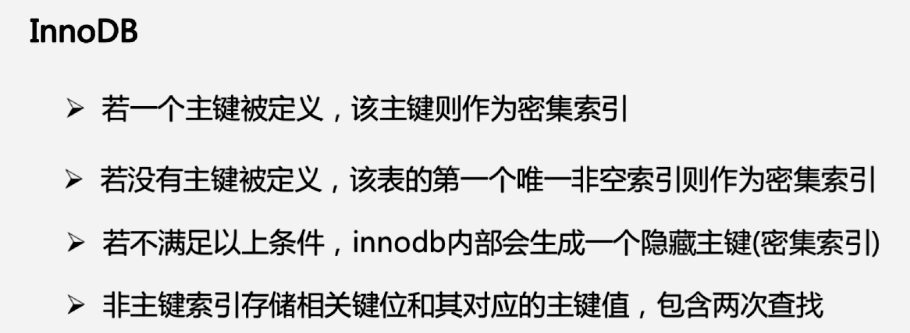 InnoDB
➢ 若一个主键被定义，该主键则作为密集索引
➢ 若没有主键被定义，该表的第一个唯一非空索引则作为密集索引
➢ 若不满足以上条件，innodb内部会生成一个隐藏主键(密集索引)
➢ 非主键索引存储相关键位和其对应的主键值，包含两次查找